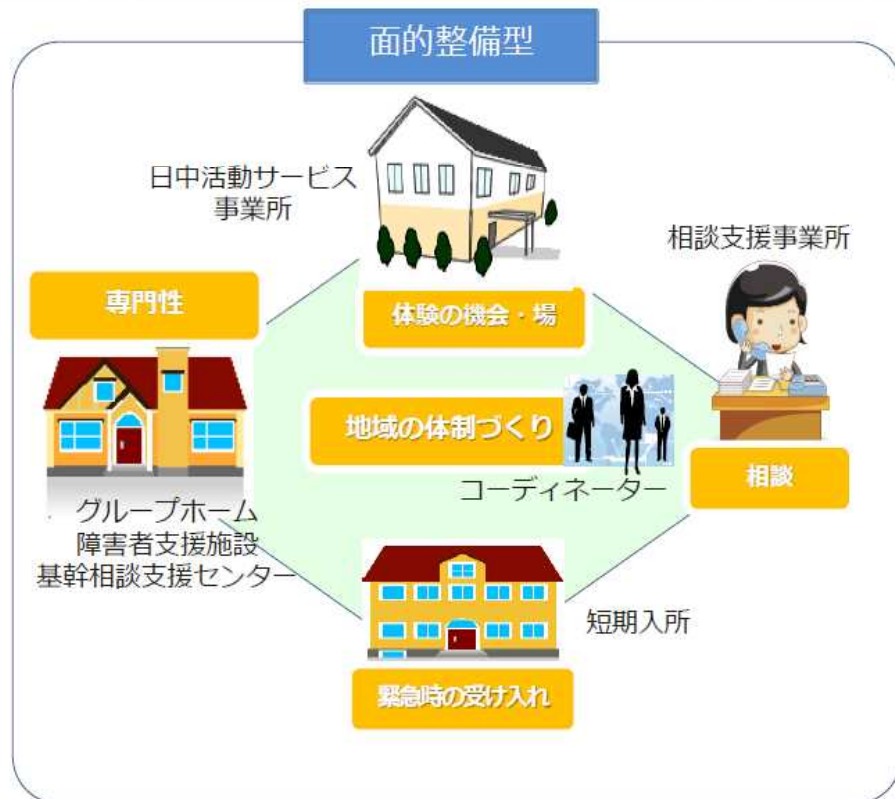 面的整備型
日中活動サービス
事業所
相談支援事業所
専門性
体験の機会・場
地域の体制づくり
コーディネーター
相談
グループホーム
障害者支援施設
基幹相談支援センター
短期入所
緊急時の受け入れ